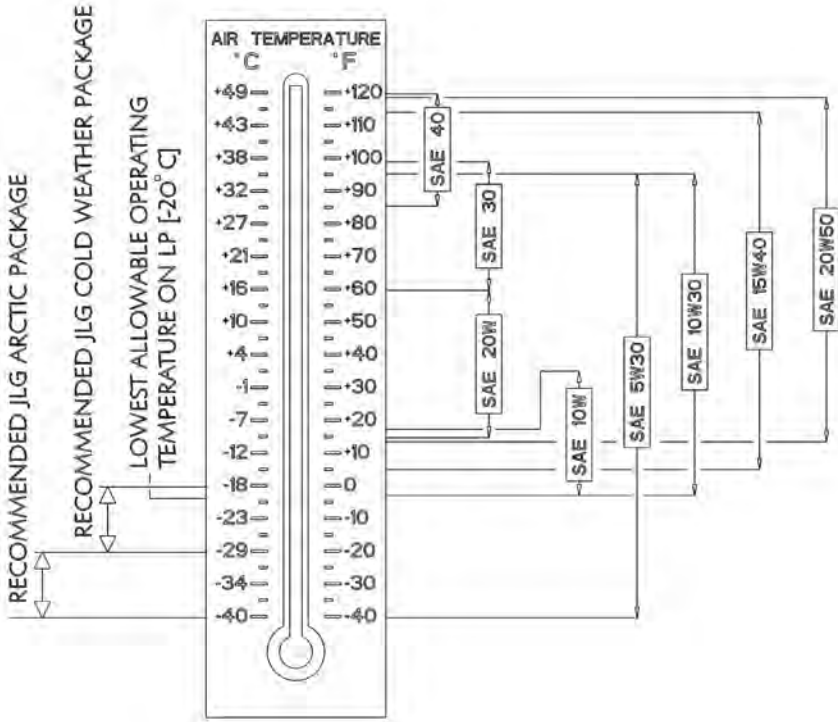 RECOMMENDED JLG ARCTIC PACKAGE
RECOMMENDED JLG COLD WEATHER PACKAGE
LOWEST ALLOWABLE OPERATING
TEMPERATURE ON LP [-20°C]
AIR TEMPERATURE
°C °F
+49 +120
+43 +110
+38 +100
+32 +90
+27 +80
+21 +70
+16 +60
+10 +50
+4 +40
-1 +30
-7 +20
-12 +10
-18 0
-23 -10
-29 -20
-34 -30
-40 -40
SAE 40
SAE 30
SAE 20W
SAE 10W
SAE 5W30
SAE 10W30
SAE 15W40
SAE 20W50